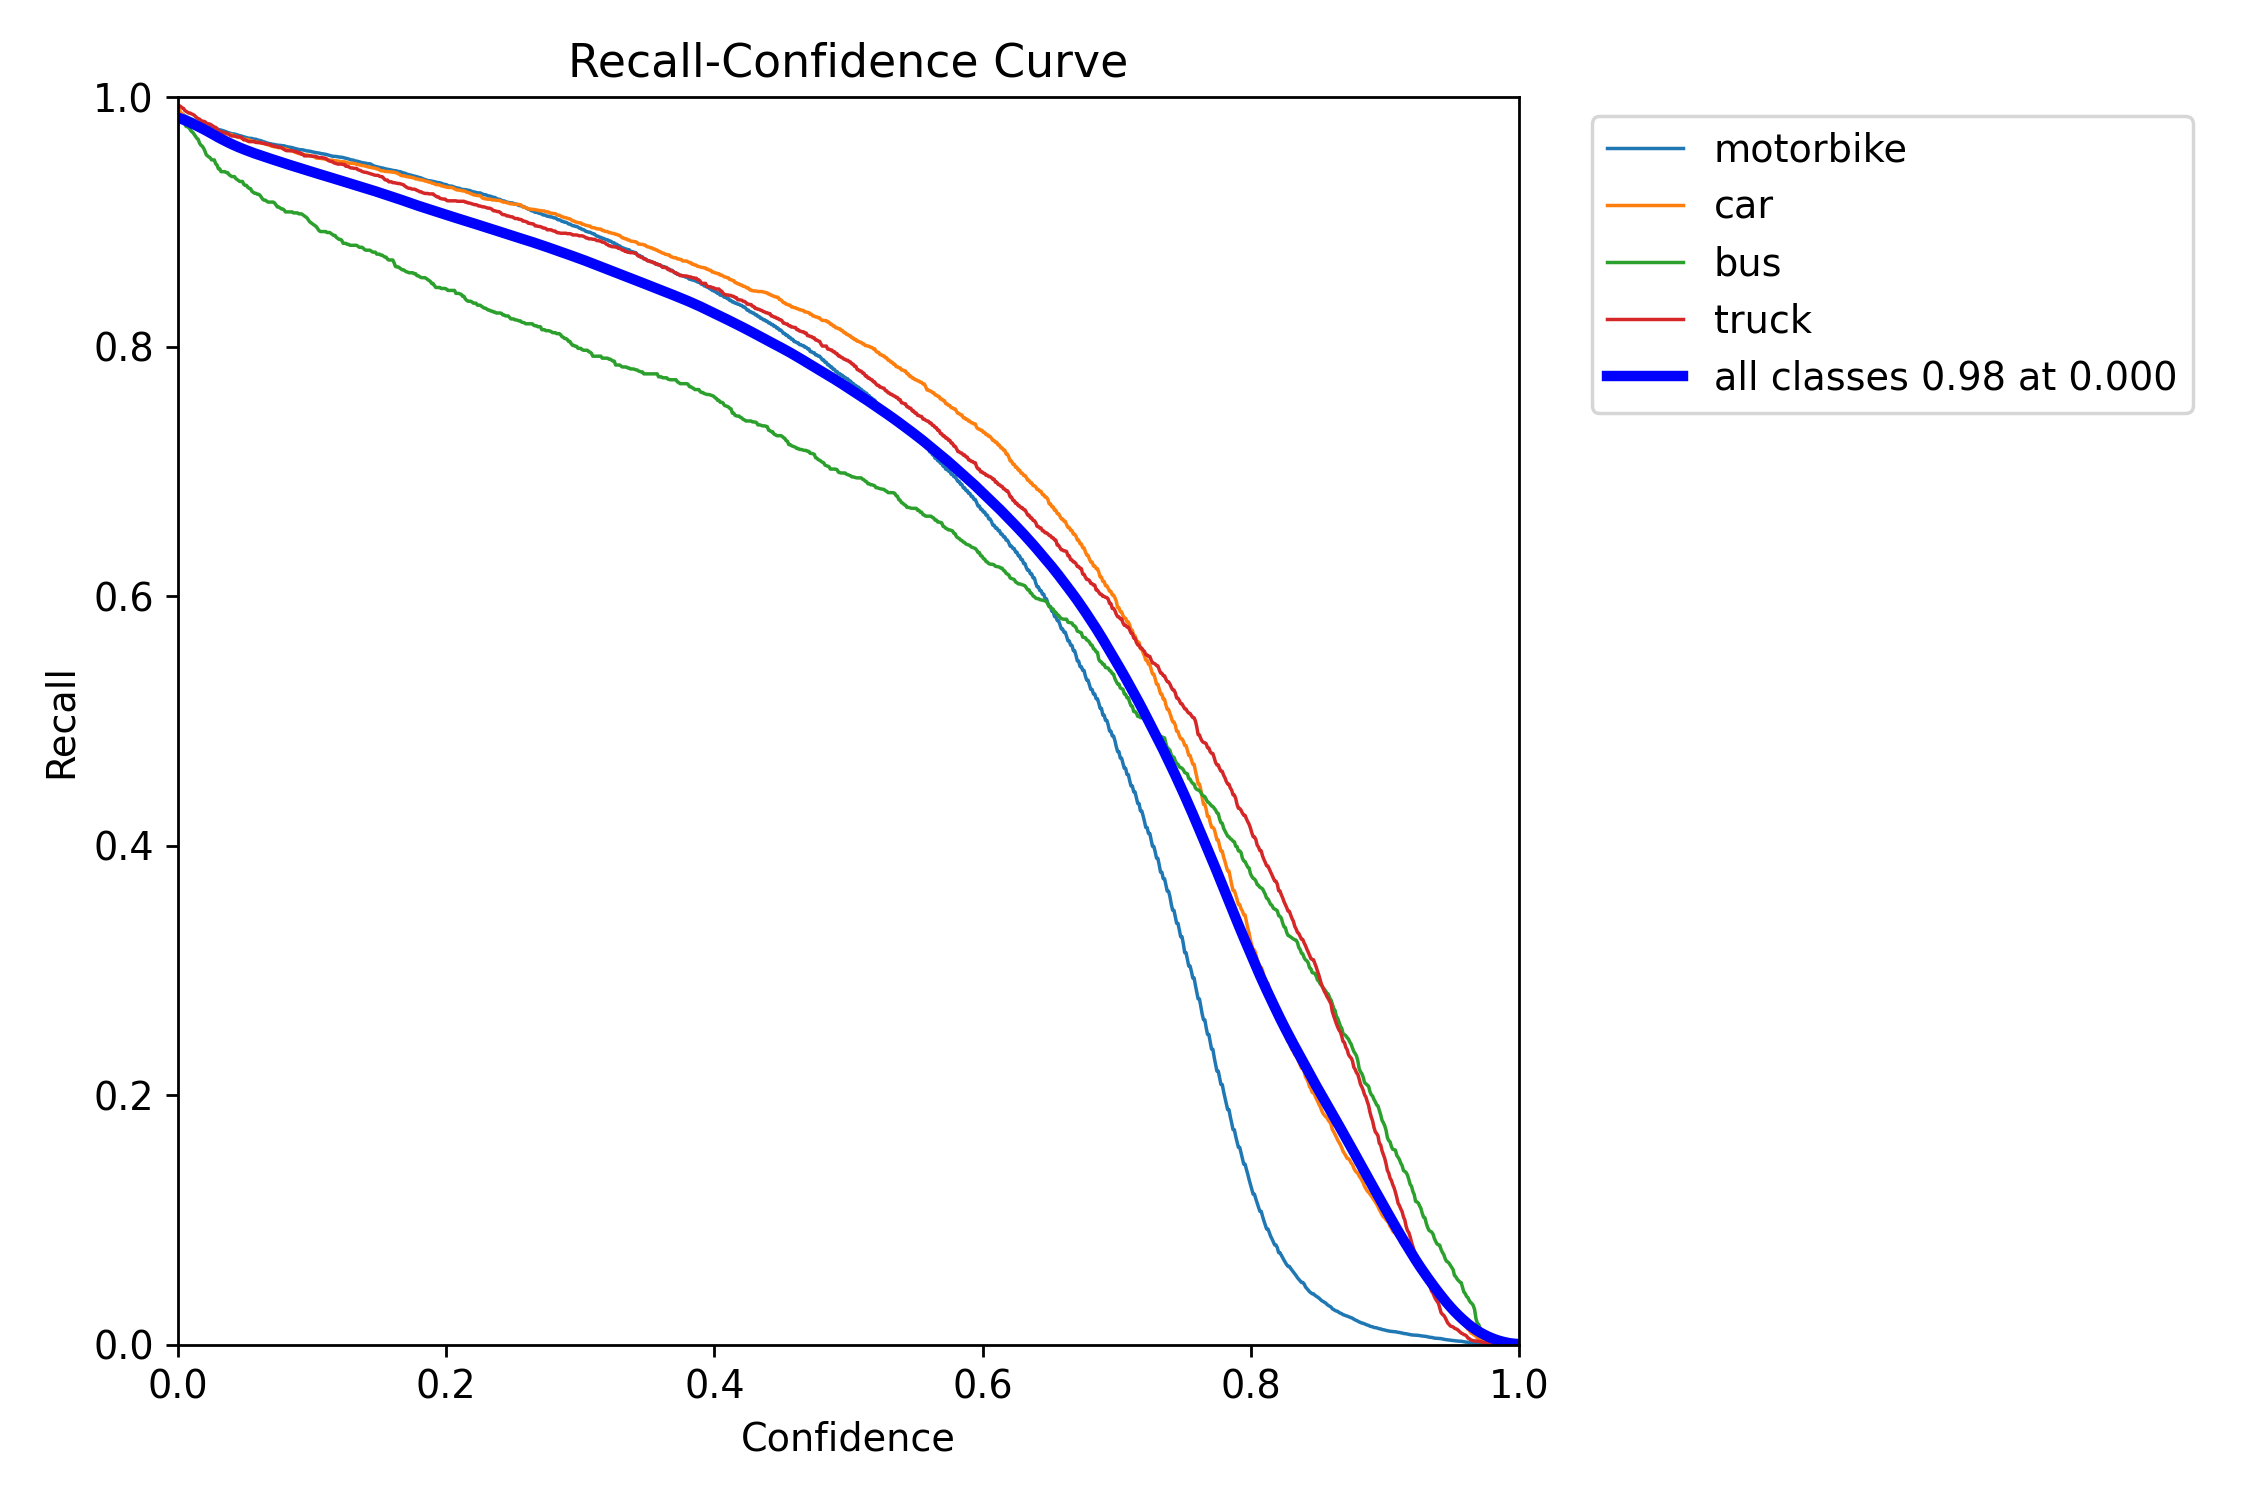 Recall-Confidence Curve
1.0
0.8
0.6
0.4
0.2
0.0
Recall
0.0 0.2 0.4 0.6 0.8 1.0
Confidence
motorbike
car
bus
truck
all classes 0.98 at 0.000